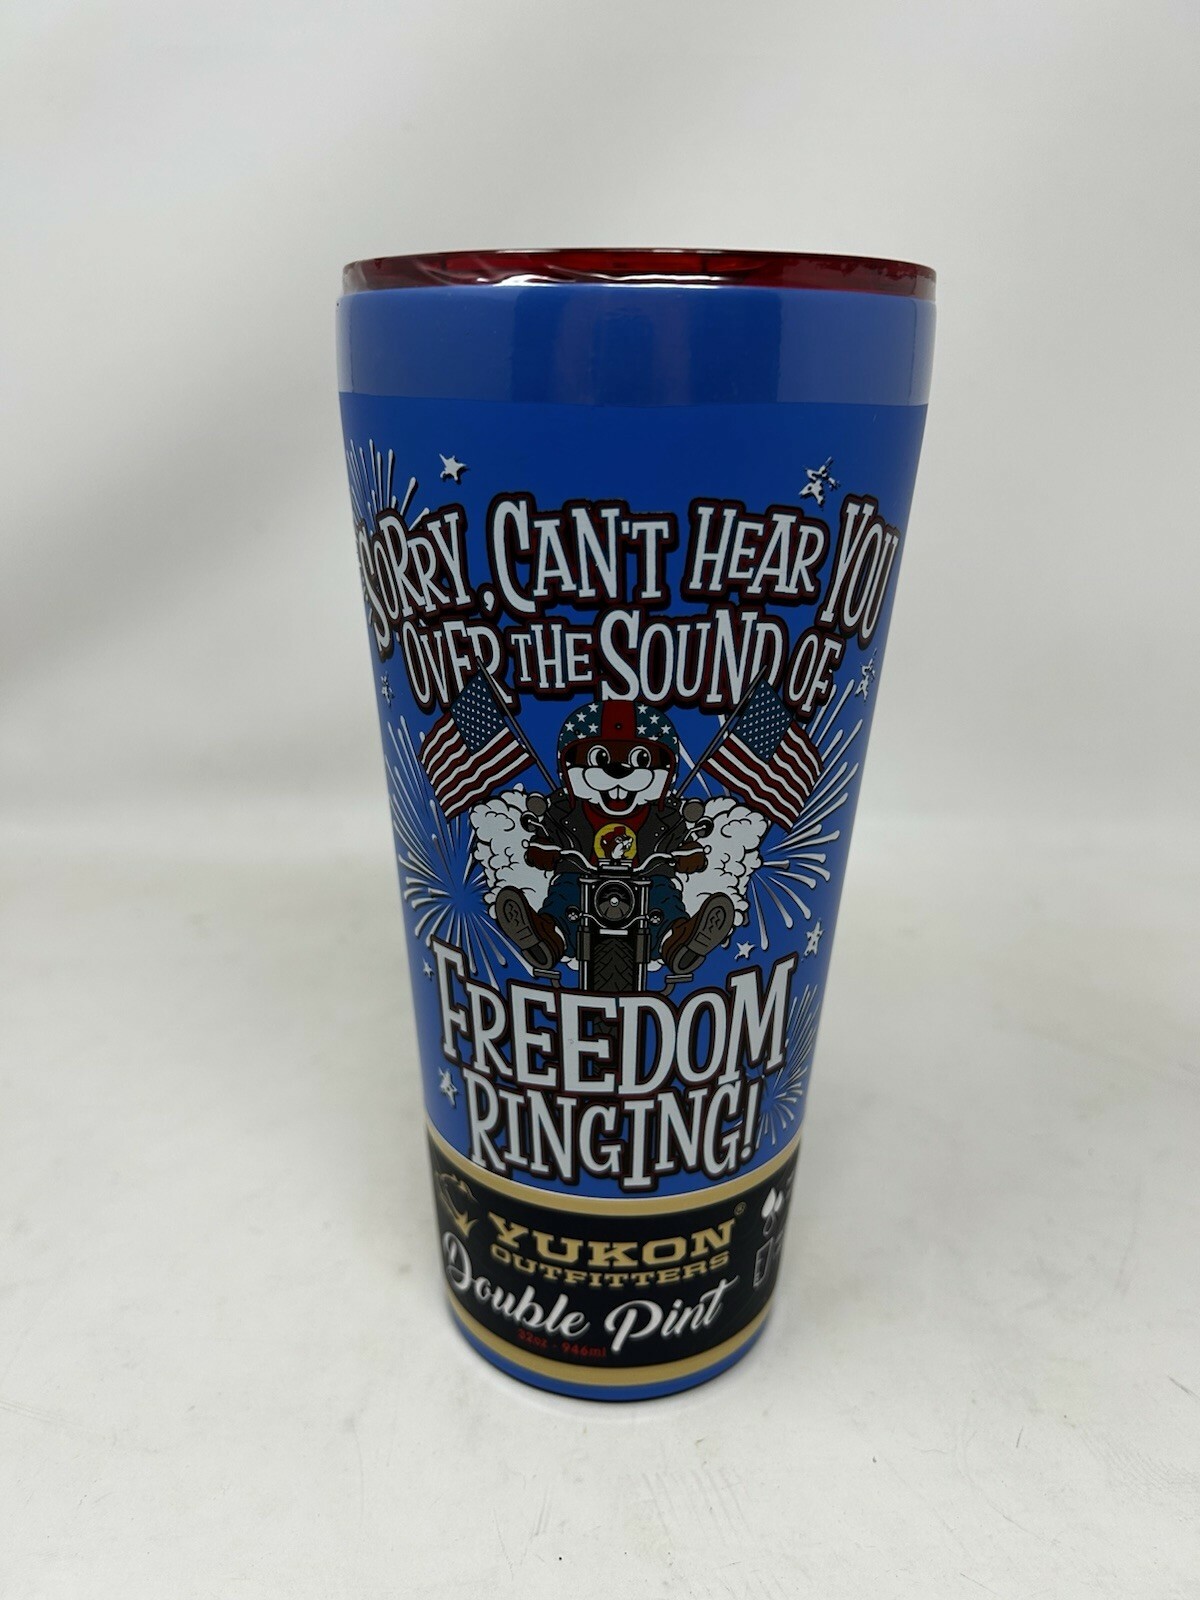 SORRY, CAN'T HEAR YOU
OVER THE SOUND OF
FREEDOM
RINGING!
YUKON®
OUTFITTERS
Double Pint
32oz - 946ml